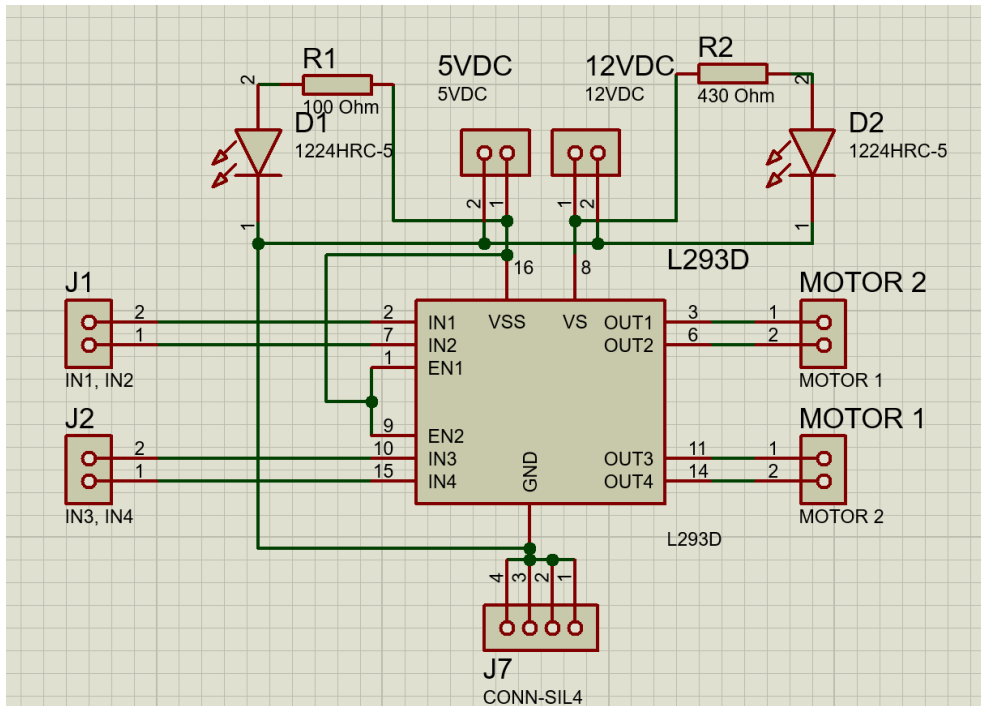 R1
100 Ohm
2
D1
1224HRC-5
1
5VDC
5VDC
2
1
12VDC
12VDC
1
2
R2
430 Ohm
2
D2
1224HRC-5
1
16
8
L293D
J1
2
1
IN1, IN2
2
7
1
IN1
IN2
EN1
VSS
VS
OUT1
OUT2
3
6
MOTOR 2
1
2
MOTOR 1
J2
2
1
IN3, IN4
9
10
15
EN2
IN3
IN4
GND
OUT3
OUT4
11
14
MOTOR 1
1
2
MOTOR 2
L293D
4
3
2
1
J7
CONN-SIL4